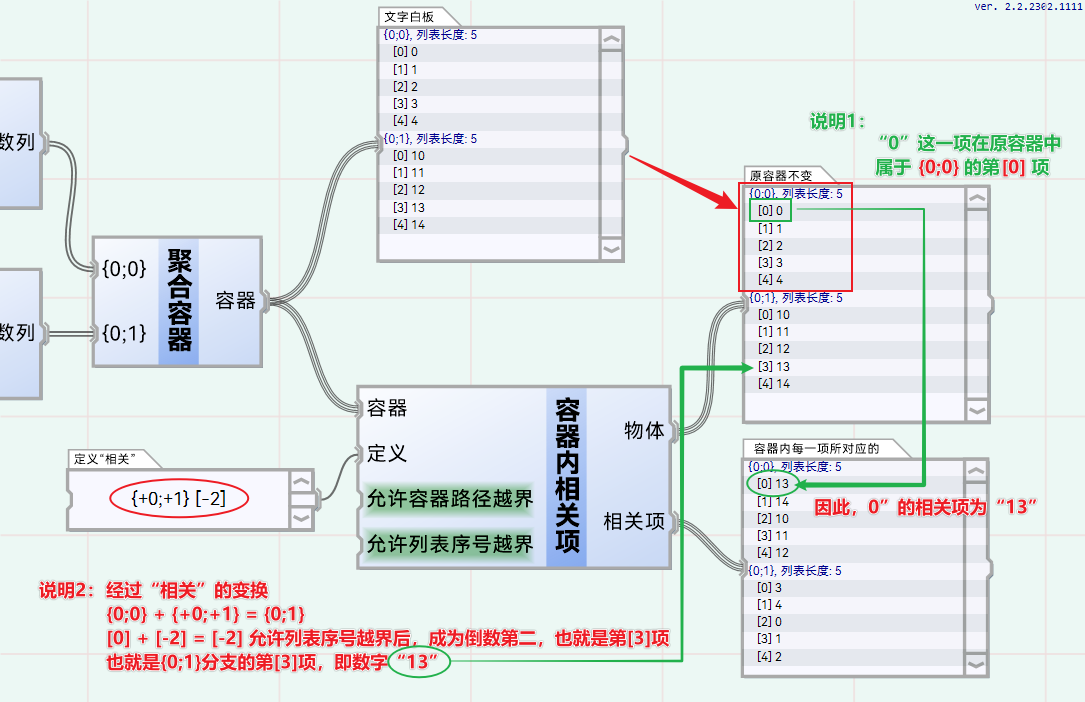 ver. 2.2.2302.1111
文字白板
{0;0}, 列表长度: 5
[0] 0
[1] 1
[2] 2
[3] 3
[4] 4
{0;1}, 列表长度: 5
[0] 10
[1] 11
[2] 12
[3] 13
[4] 14
数列
数列
{0;0}
{0;1}
聚合容器
容器
说明1：
“0”这一项在原容器中
属于 {0;0} 的第[0] 项
原容器不变
{0;0}, 列表长度: 5
[0] 0
[1] 1
[2] 2
[3] 3
[4] 4
{0;1}, 列表长度: 5
[0] 10
[1] 11
[2] 12
[3] 13
[4] 14
定义“相关”
{+0;+1} [-2]
容器
定义
允许容器路径越界
允许列表序号越界
容器内相关项
物体
相关项
容器内每一项所对应的
{0;0}, 列表长度: 5
[0] 13
[1] 14
[2] 10
[3] 11
[4] 12
{0;1}, 列表长度: 5
[0] 3
[1] 4
[2] 0
[3] 1
[4] 2
因此，0”的相关项为“13”
说明2：经过“相关”的变换
{0;0} + {+0;+1} = {0;1}
[0] + [-2] = [-2] 允许列表序号越界后，成为倒数第二，也就是第[3]项
也就是{0;1}分支的第[3]项，即数字“13”